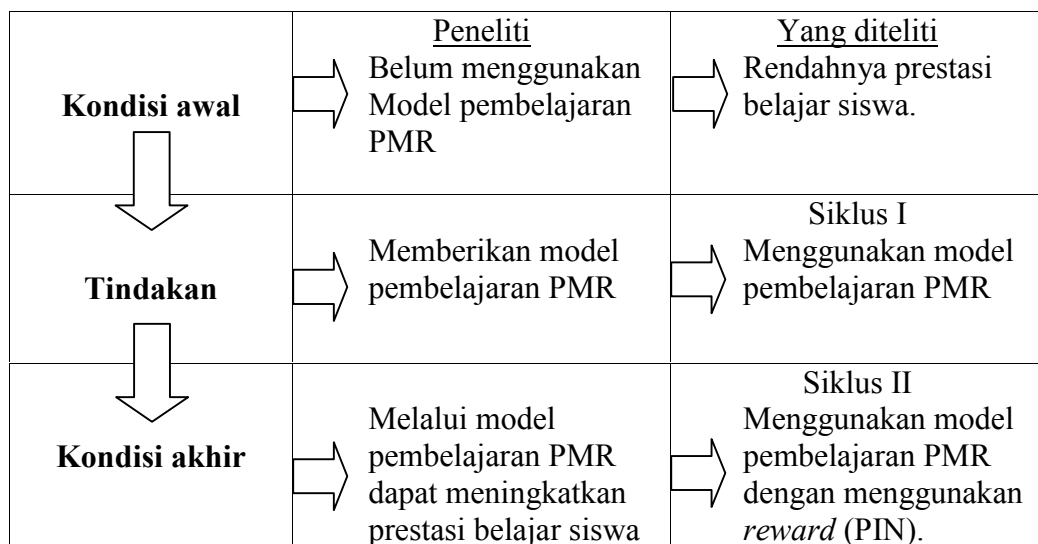 Peneliti
Yang diteliti
Kondisi awal
Belum menggunakan
Model pembelajaran
PMR
Rendahnya prestasi
belajar siswa.
Tindakan
Memberikan model
pembelajaran PMR
Siklus I
Menggunakan model
pembelajaran PMR
Kondisi akhir
Melalui model
pembelajaran PMR
dapat meningkatkan
prestasi belajar siswa
Siklus II
Menggunakan model
pembelajaran PMR
dengan menggunakan
reward (PIN).